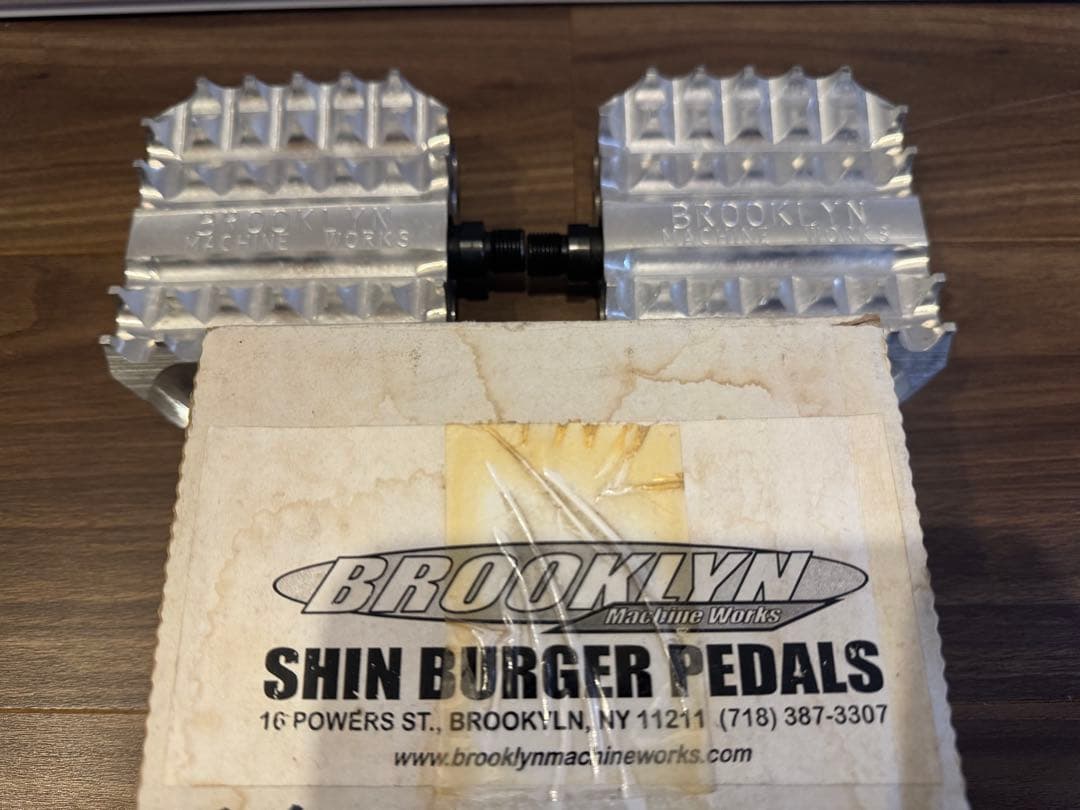 BROOKLYN
MACHINE WORKS
BROOKLYN
MACHINE WORKS
BROOKLYN
Machine Works
SHIN BURGER PEDALS
16 POWERS ST., BROOKYLN, NY 11211 (718) 387-3307
www.brooklynmachineworks.com